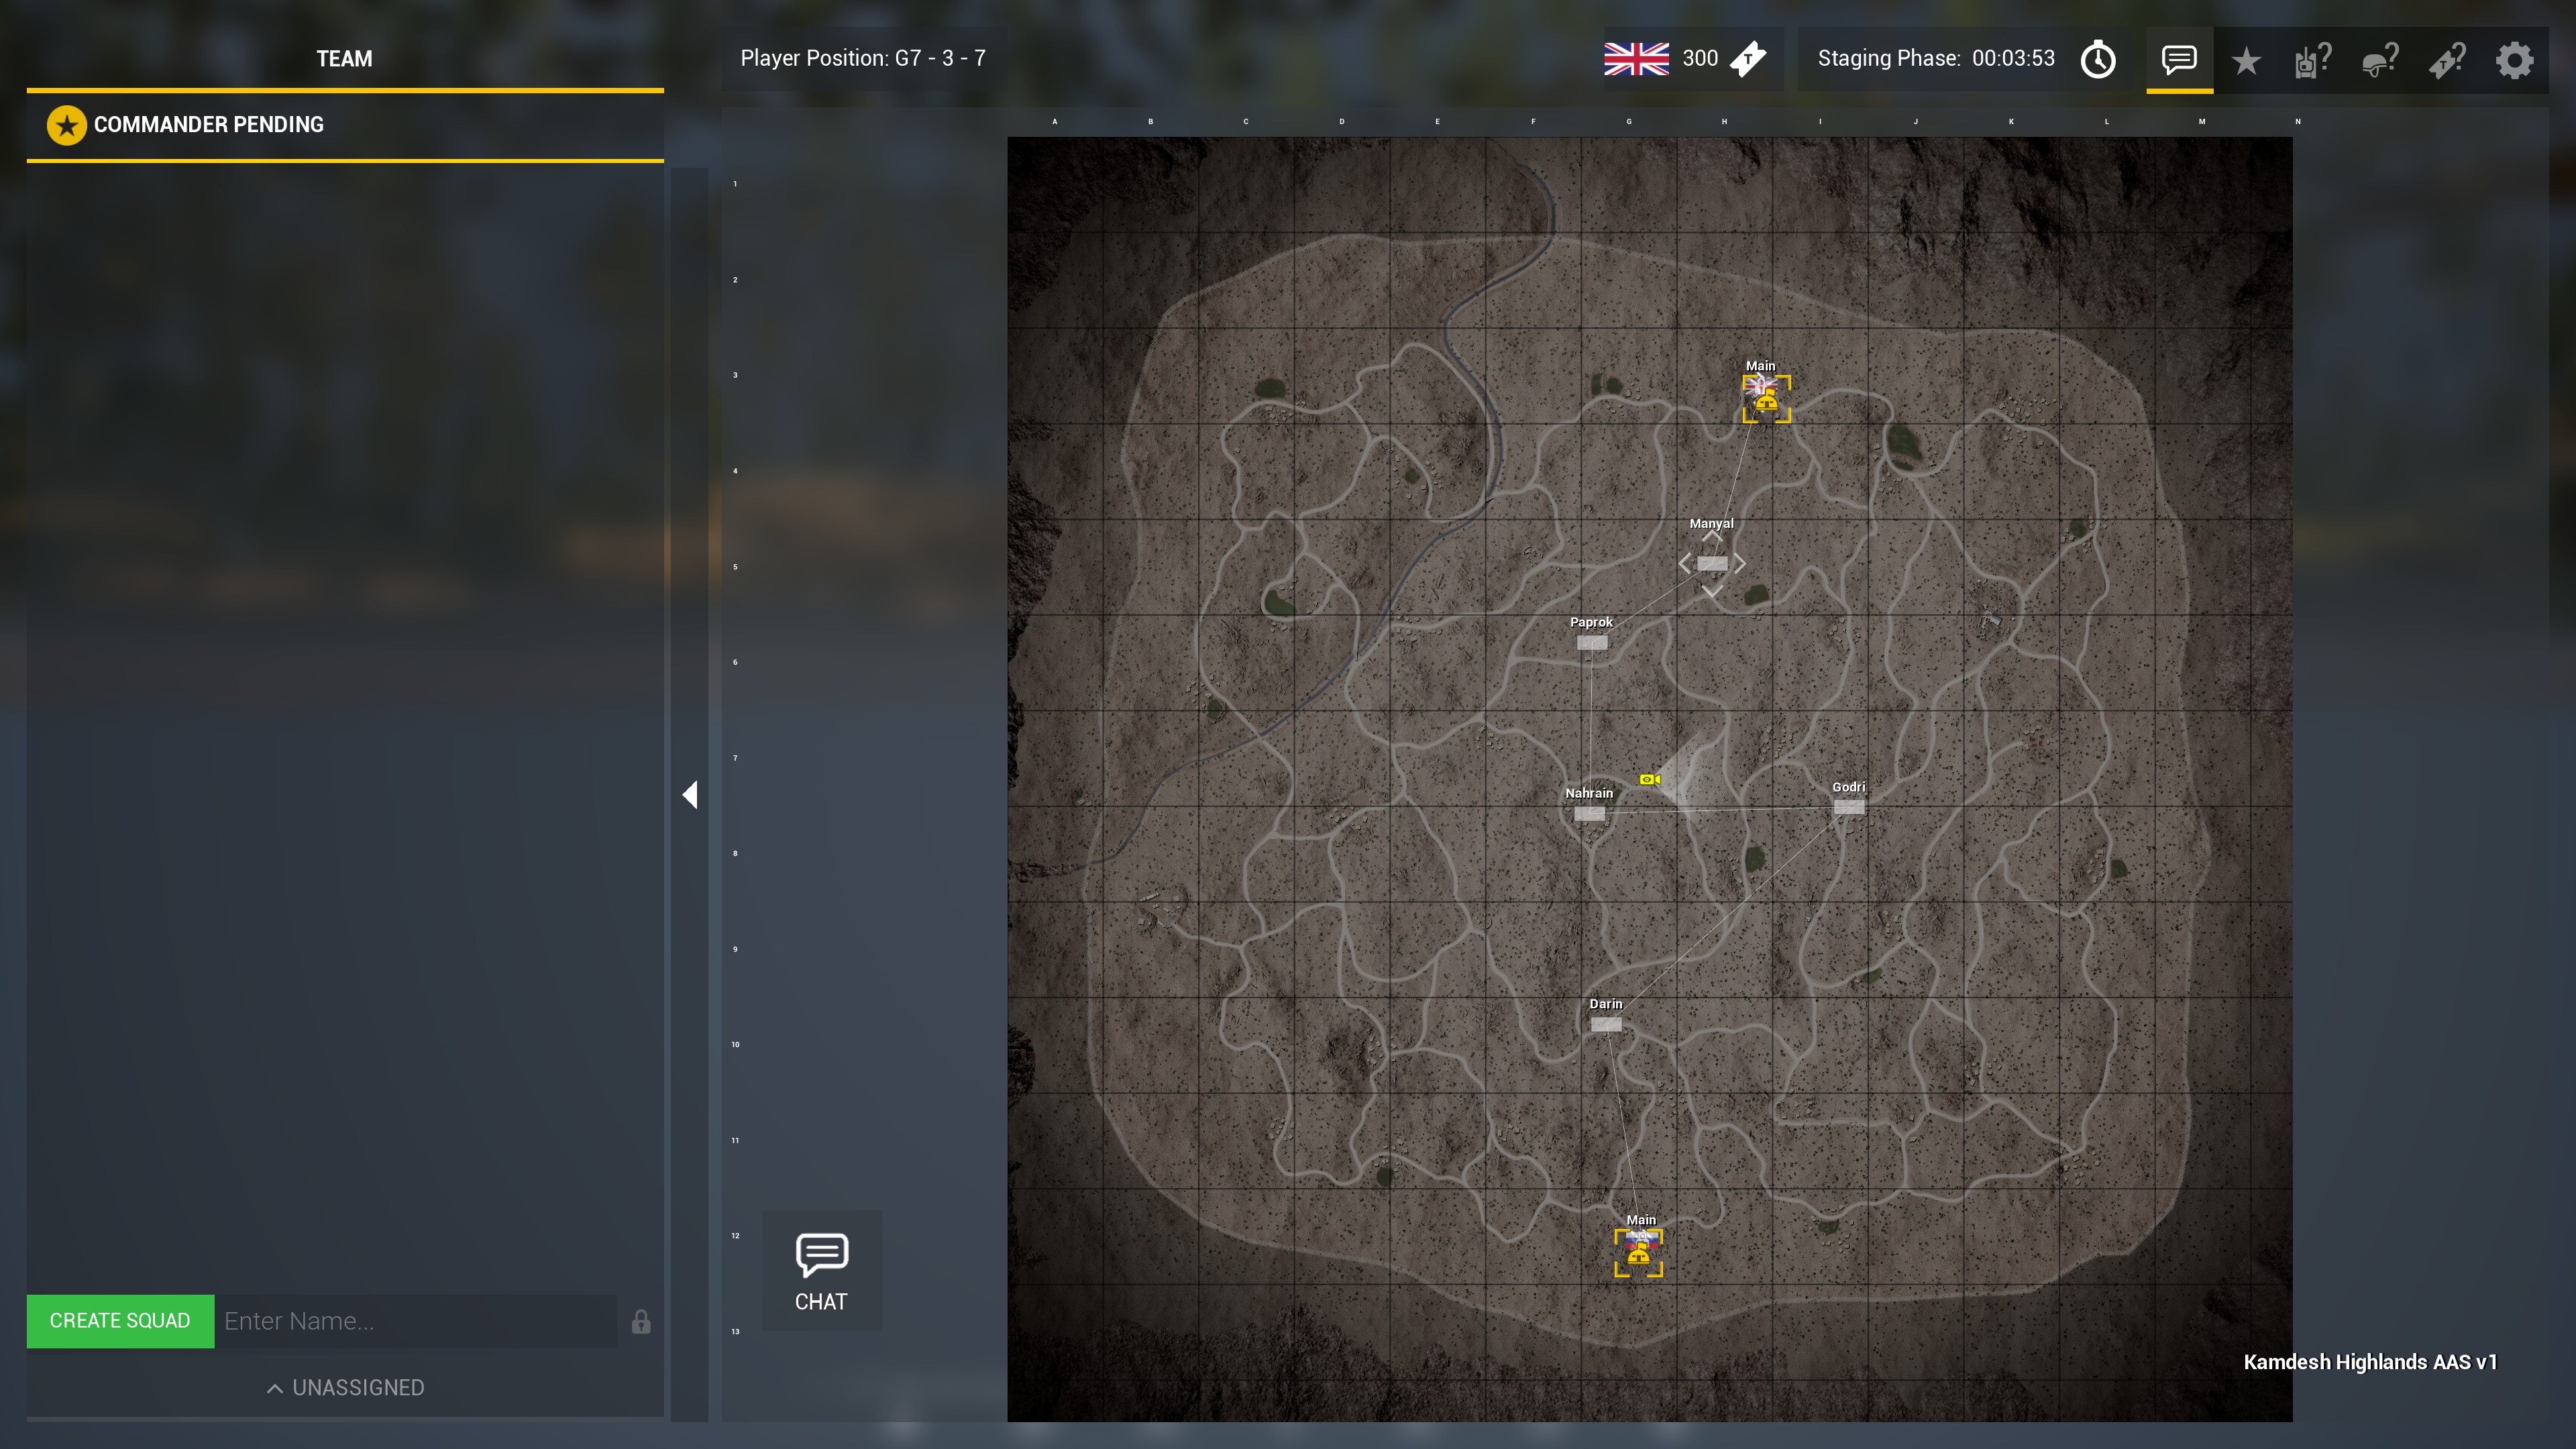 TEAM
Player Position: G7 - 3 - 7
300
T
Staging Phase: 00:03:53
COMMANDER PENDING
A B C D E F G H I J K L M N
1
2
3
4
5
6
7
8
9
10
11
12
13
Main
Manyal
Paprok
Nahrain
Godri
Darin
Main
CHAT
CREATE SQUAD
Enter Name...
UNASSIGNED
Kamdesh Highlands AAS v1